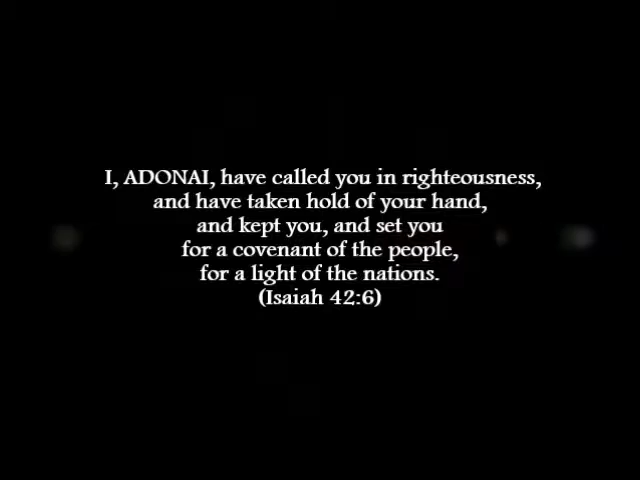 I, ADONAI, have called you in righteousness,
and have taken hold of your hand,
and kept you, and set you
for a covenant of the people,
for a light of the nations.
(Isaiah 42:6)